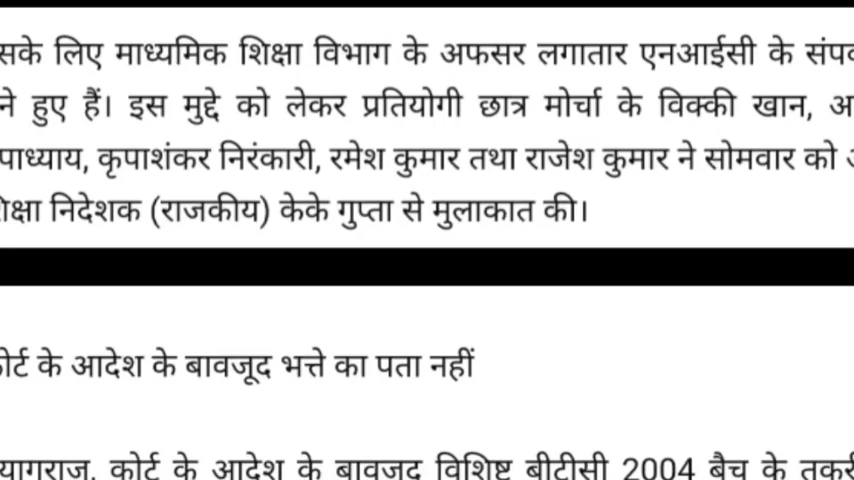 सके लिए माध्यमिक शिक्षा विभाग के अफसर लगातार एनआईसी के
ने हुए हैं। इस मुद्दे को लेकर प्रतियोगी छात्र मोर्चा के विक्की खान,
पाध्याय, कृपाशंकर निरंकारी, रमेश कुमार तथा राजेश कुमार ने सोमवार को
निदेशक (राजकीय) केके गुप्ता से मुलाकात की।
के आदेश के बावजूद भत्ते का पता नहीं
यागराज, कोर्ट के आदेश के बावजूद विशिष्ट बीटीसी 2004 बैच के